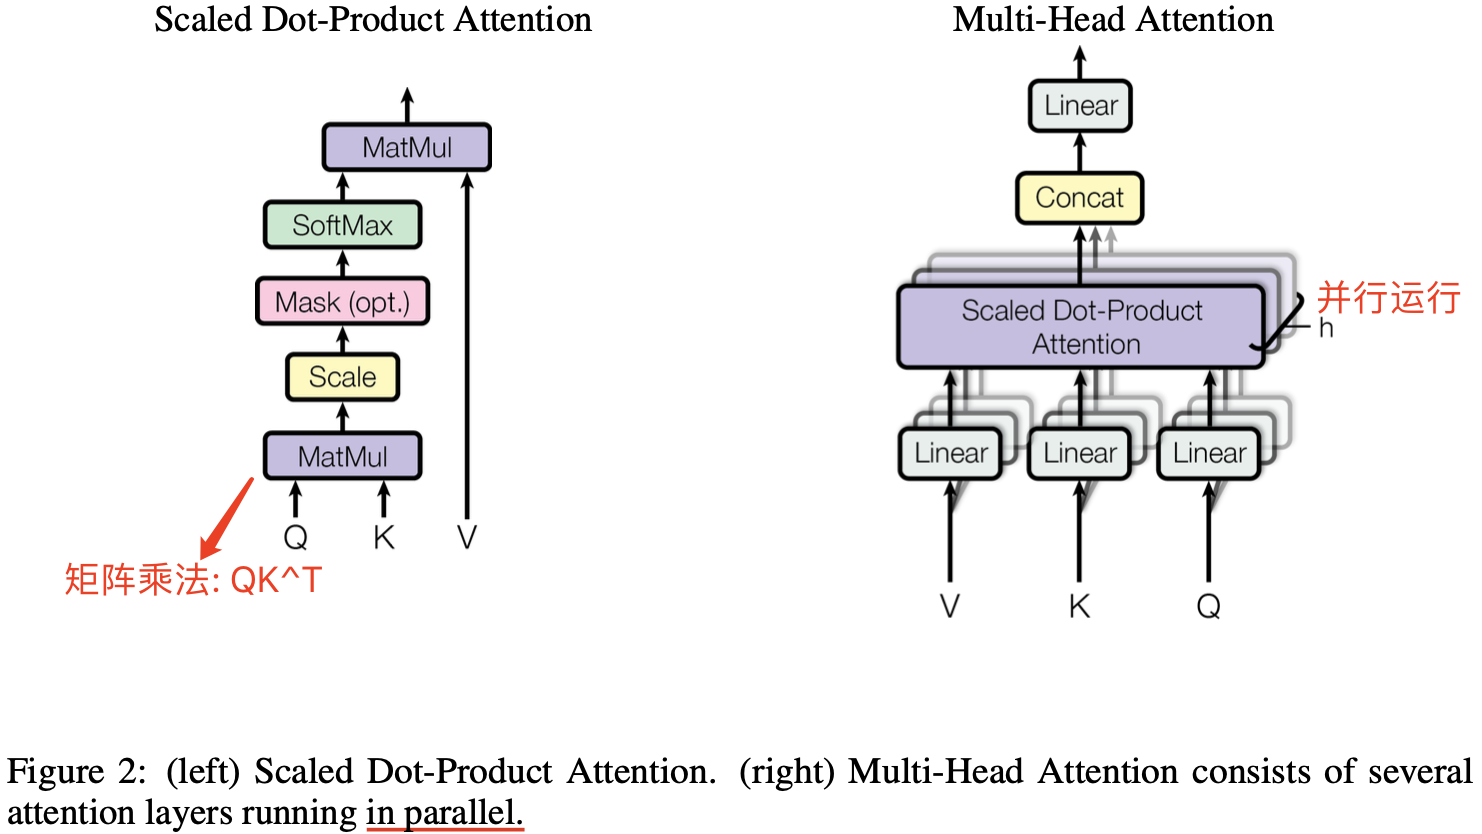 Scaled Dot-Product Attention
MatMul
SoftMax
Mask (opt.)
Scale
MatMul
Q K V
矩阵乘法: QK^T
Multi-Head Attention
Linear
Concat
Scaled Dot-Product
Attention
并行运行
h
Linear Linear Linear
V K Q
Figure 2: (left) Scaled Dot-Product Attention. (right) Multi-Head Attention consists of several
attention layers running in parallel.